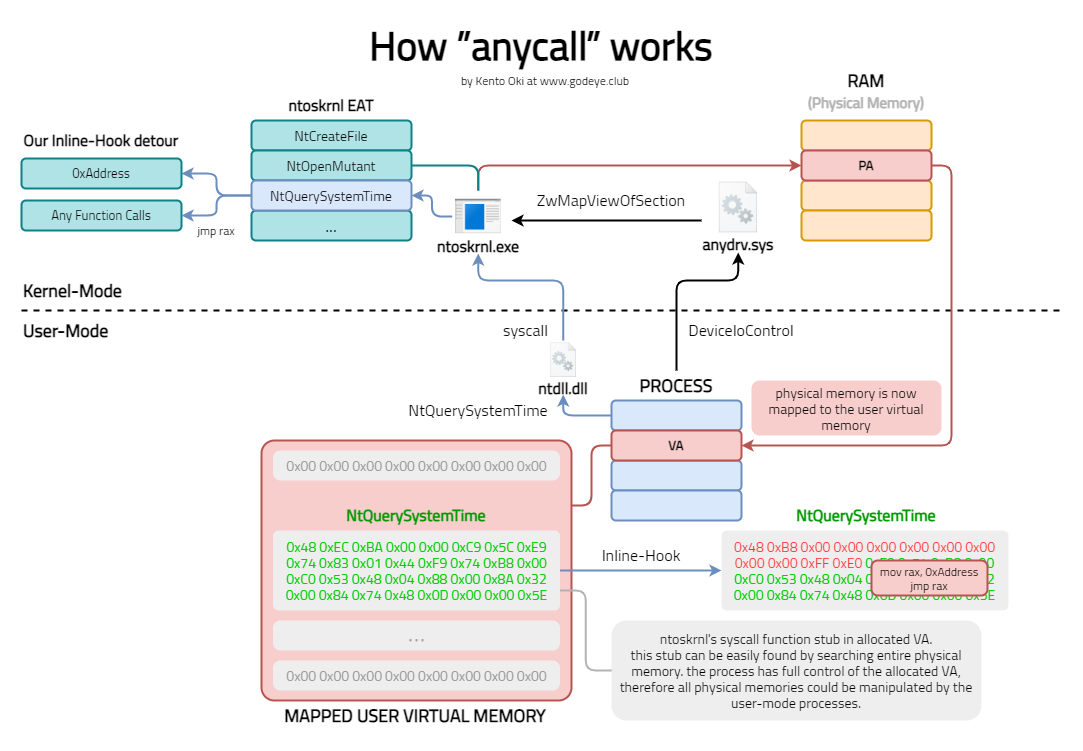 How "anycall" works
by Kento Oki at www.godeye.club
RAM
(Physical Memory)
ntoskrnl EAT
Our Inline-Hook detour
0xAddress
Any Function Calls
jmp rax
NtCreateFile
NtOpenMutant
NtQuerySystemTime
...
ntoskrnl.exe
ZwMapViewOfSection
anydrv.sys
PA
Kernel-Mode
User-Mode
syscall
DeviceIoControl
ntdll.dll
NtQuerySystemTime
PROCESS
VA
physical memory is now
mapped to the user virtual
memory
0x00 0x00 0x00 0x00 0x00 0x00 0x00 0x00
NtQuerySystemTime
0x48 0xEC 0xBA 0x00 0x00 0xC9 0x5C 0xE9
0x74 0x83 0x01 0x44 0xF9 0x74 0xB8 0x00
0xC0 0x53 0x48 0x04 0x88 0x00 0x8A 0x32
0x00 0x84 0x74 0x48 0x0D 0x00 0x00 0x5E
...
0x00 0x00 0x00 0x00 0x00 0x00 0x00 0x00
MAPPED USER VIRTUAL MEMORY
Inline-Hook
NtQuerySystemTime
0x48 0xB8 0x00 0x00 0x00 0x00 0x00 0x00
0x00 0x00 0xFF 0xE0
0xC0 0x53 0x48 0x04
0x00 0x84 0x74 0x48
mov rax, 0xAddress
jmp rax
ntoskrnl's syscall function stub in allocated VA.
this stub can be easily found by searching entire physical
memory. the process has full control of the allocated VA,
therefore all physical memories could be manipulated by the
user-mode processes.